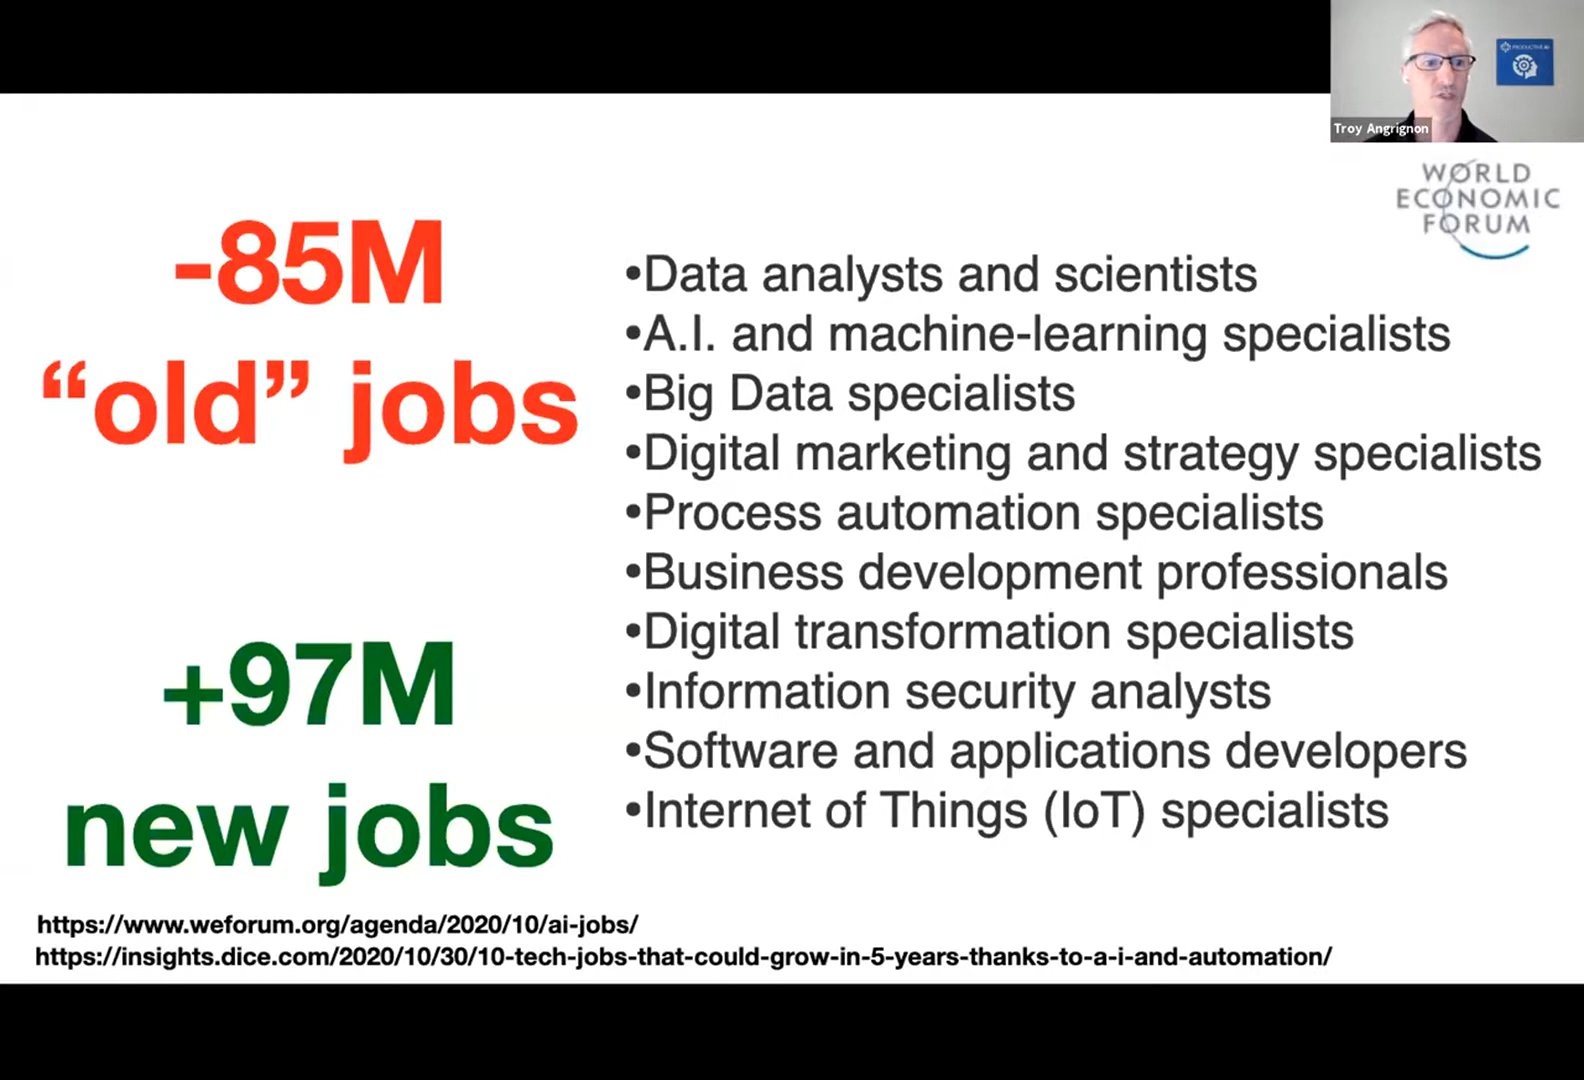 PRODUCTIVE AI
Troy Angrignon
WORLD
ECONOMIC
FORUM
-85M
“old” jobs
+97M
new jobs
•Data analysts and scientists
•A.I. and machine-learning specialists
•Big Data specialists
•Digital marketing and strategy specialists
•Process automation specialists
•Business development professionals
•Digital transformation specialists
•Information security analysts
•Software and applications developers
•Internet of Things (IoT) specialists
https://www.weforum.org/agenda/2020/10/ai-jobs/
https://insights.dice.com/2020/10/30/10-tech-jobs-that-could-grow-in-5-years-thanks-to-a-i-and-automation/